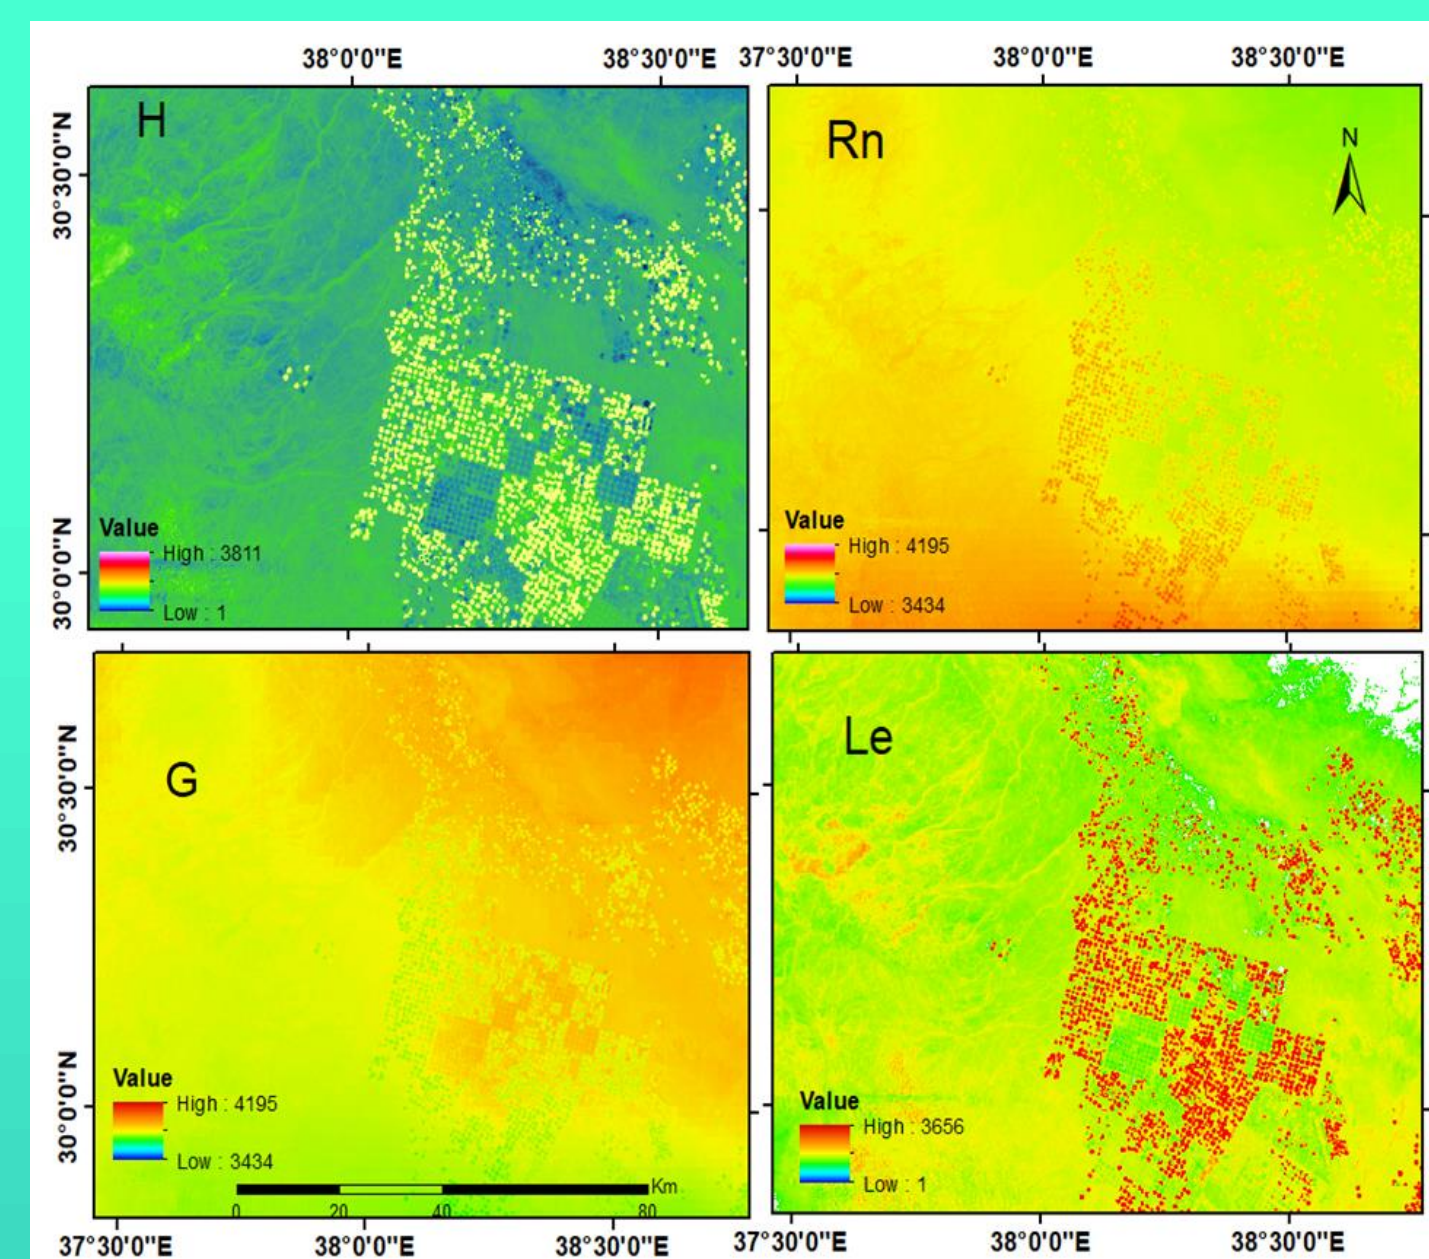 38°0'0"E 38°30'0"E 37°30'0"E 38°0'0"E 38°30'0"E
H
Rn
N
30°30'0"N
30°0'0"N
Value
High : 3811
Low : 1
Value
High : 4195
Low : 3434
G
Le
30°30'0"N
30°0'0"N
Value
High : 4195
Low : 3434
Km
0 20 40 80
Value
High : 3656
Low : 1
37°30'0"E 38°0'0"E 38°30'0"E 37°30'0"E 38°0'0"E 38°30'0"E